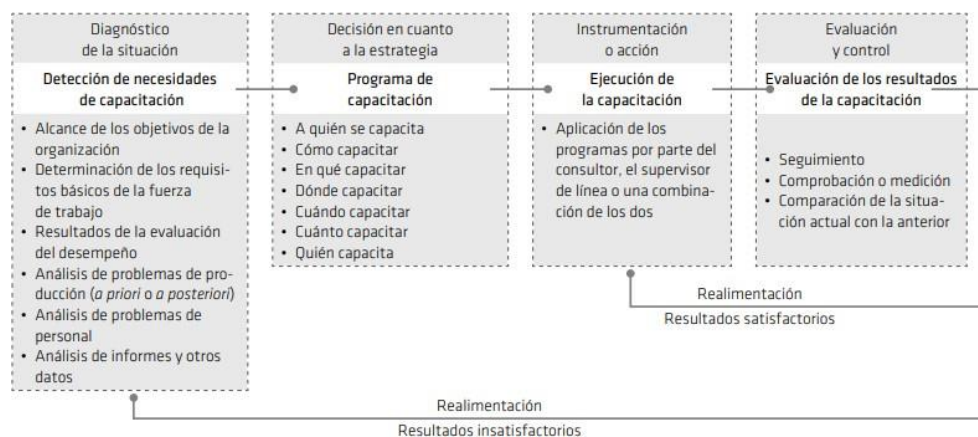 Diagnóstico
de la situación
Detección de necesidades
de capacitación
• Alcance de los objetivos de la
organización
• Determinación de los requisi-
tos básicos de la fuerza
de trabajo
• Resultados de la evaluación
del desempeño
• Análisis de problemas de pro-
ducción (a priori o a posteriori)
• Análisis de problemas de
personal
• Análisis de informes y otros
datos
Decisión en cuanto
a la estrategia
Programa de
capacitación
• A quién se capacita
• Cómo capacitar
• En qué capacitar
• Dónde capacitar
• Cuándo capacitar
• Cuánto capacitar
• Quién capacita
Instrumentación
o acción
Ejecución de
la capacitación
• Aplicación de los
programas por parte del
consultor, el supervisor
de línea o una combina-
ción de los dos
Evaluación
y control
Evaluación de los resultados
de la capacitación
• Seguimiento
• Comprobación o medición
• Comparación de la situa-
ción actual con la anterior
Realimentación
Resultados satisfactorios
Realimentación
Resultados insatisfactorios